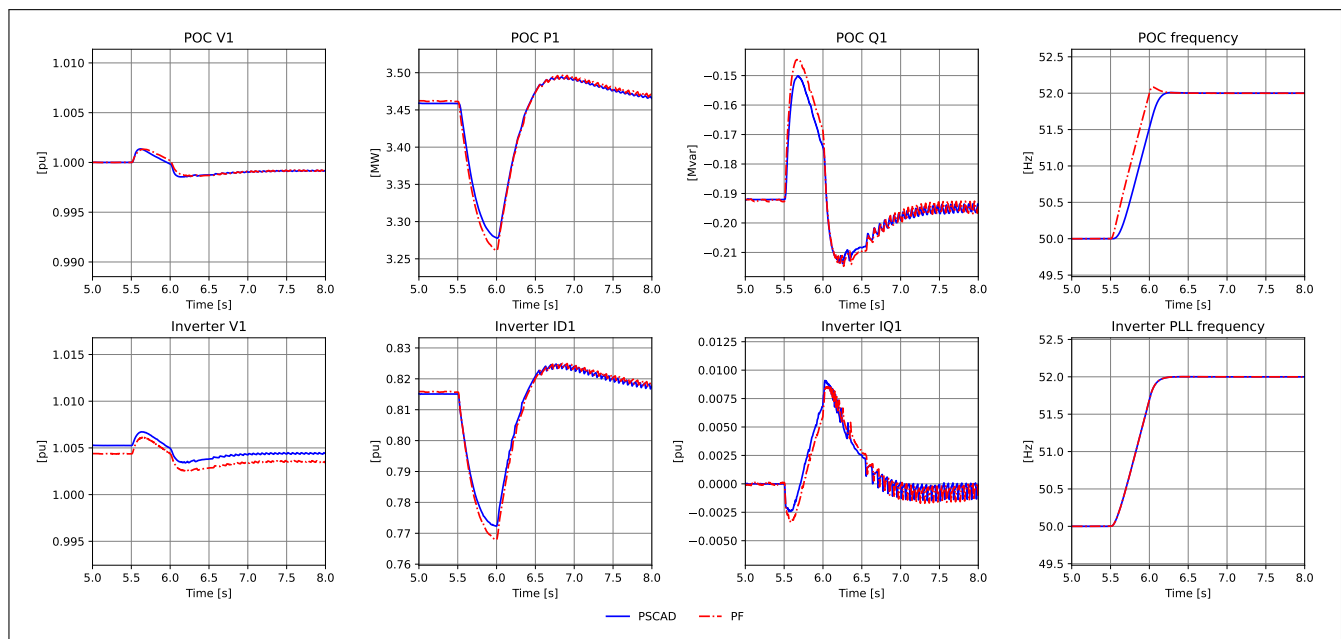 POC V1
1.010
1.005
1.000
0.995
0.990
[pu]
5.0 5.5 6.0 6.5 7.0 7.5 8.0
Time [s]
POC P1
3.50
3.45
3.40
3.35
3.30
3.25
[MW]
5.0 5.5 6.0 6.5 7.0 7.5 8.0
Time [s]
POC Q1
−0.15
−0.16
−0.17
−0.18
−0.19
−0.20
−0.21
[Mvar]
5.0 5.5 6.0 6.5 7.0 7.5 8.0
Time [s]
POC frequency
52.5
52.0
51.5
51.0
50.5
50.0
49.5
[Hz]
5.0 5.5 6.0 6.5 7.0 7.5 8.0
Time [s]
Inverter V1
1.015
1.010
1.005
1.000
0.995
[pu]
5.0 5.5 6.0 6.5 7.0 7.5 8.0
Time [s]
Inverter ID1
0.83
0.82
0.81
0.80
0.79
0.78
0.77
0.76
[pu]
5.0 5.5 6.0 6.5 7.0 7.5 8.0
Time [s]
Inverter IQ1
0.0125
0.0100
0.0075
0.0050
0.0025
0.0000
−0.0025
−0.0050
[pu]
5.0 5.5 6.0 6.5 7.0 7.5 8.0
Time [s]
Inverter PLL frequency
52.5
52.0
51.5
51.0
50.5
50.0
49.5
[Hz]
5.0 5.5 6.0 6.5 7.0 7.5 8.0
Time [s]
PSCAD PF